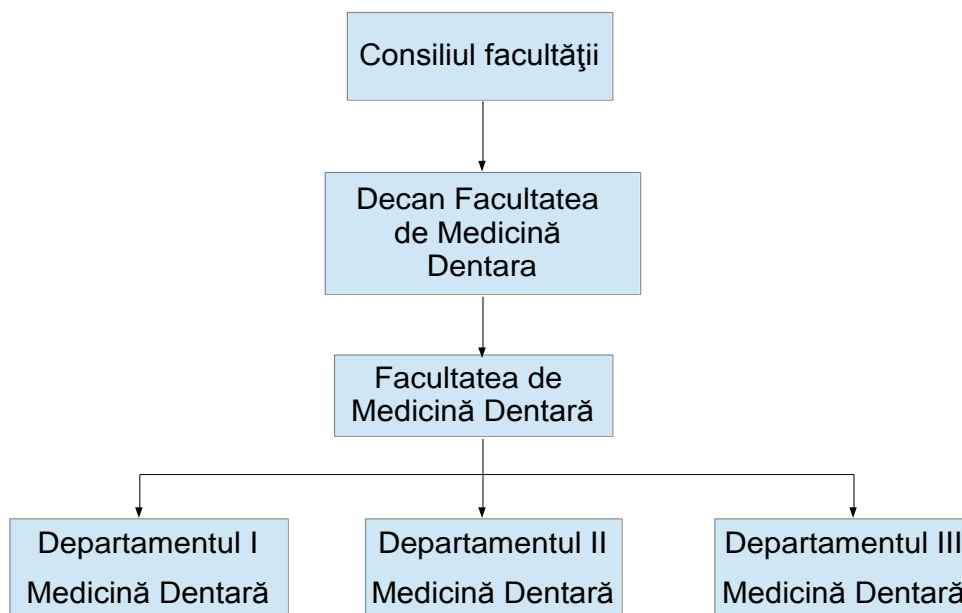 Consiliul facultăţii
Decan Facultatea
de Medicină
Dentara
Facultatea de
Medicină Dentară
Departamentul I
Medicină Dentară
Departamentul II
Medicină Dentară
Departamentul III
Medicină Dentară